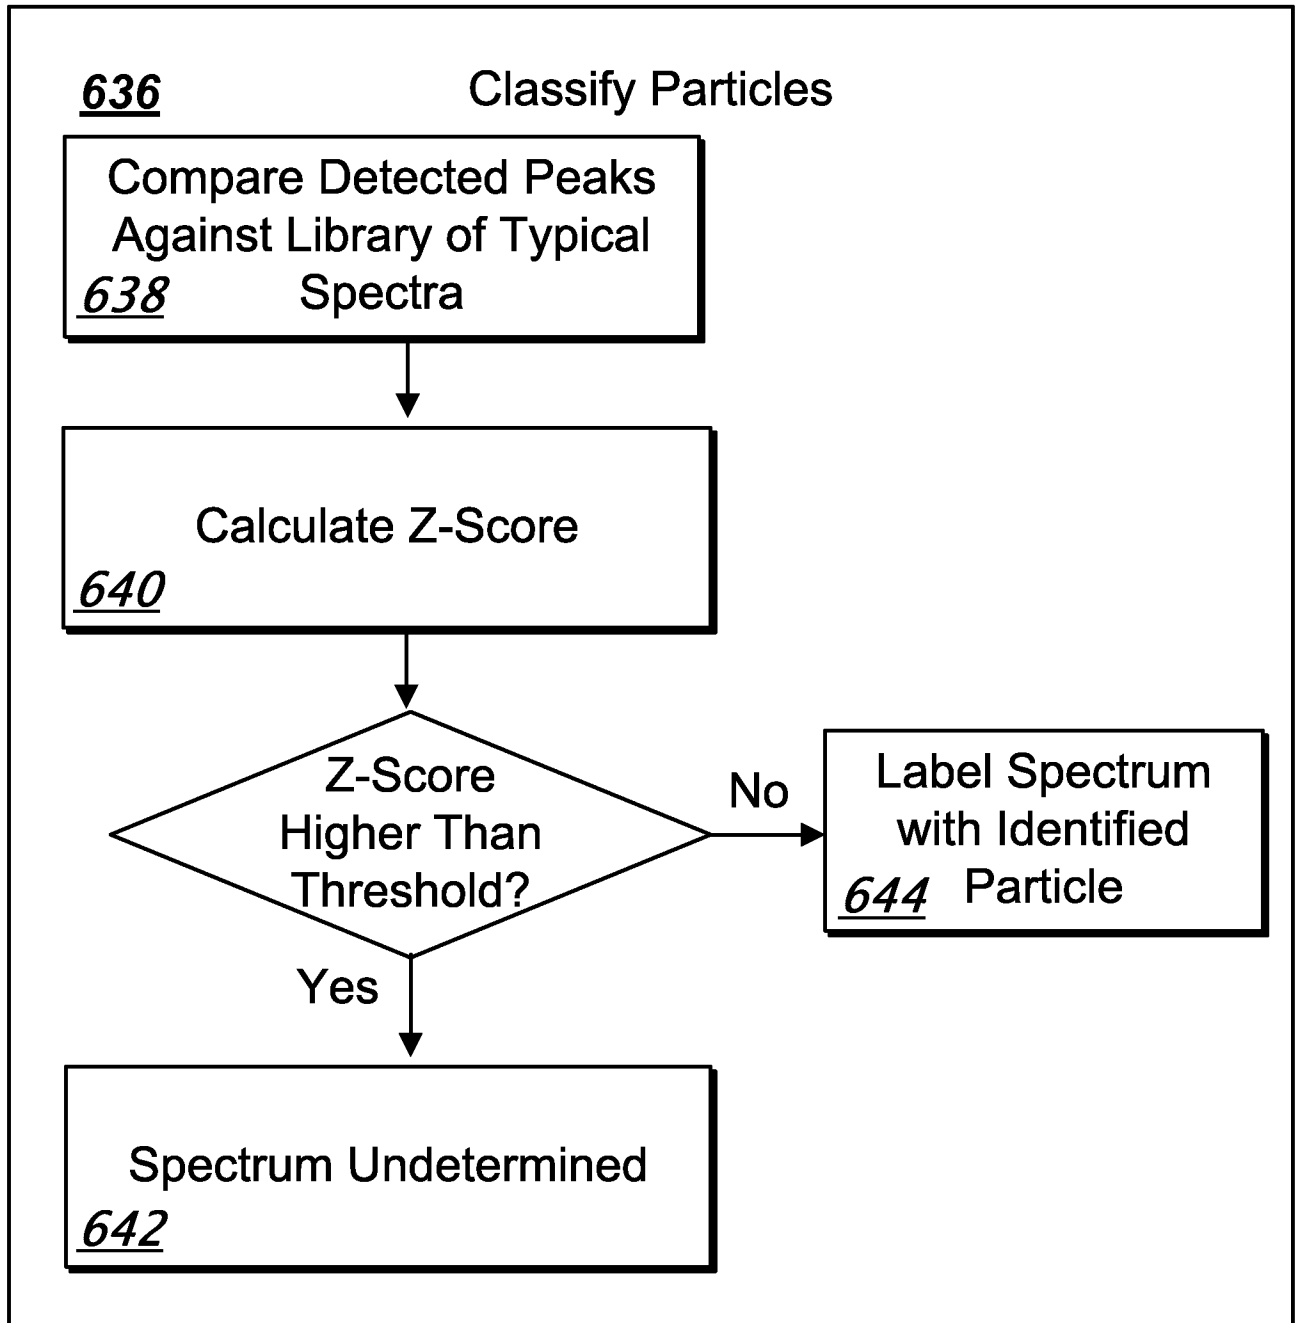 636 Classify Particles
Compare Detected Peaks
Against Library of Typical
638 Spectra
Calculate Z-Score
640
Z-Score
Higher Than
Threshold?
No
Label Spectrum
with Identified
644 Particle
Yes
Spectrum Undetermined
642